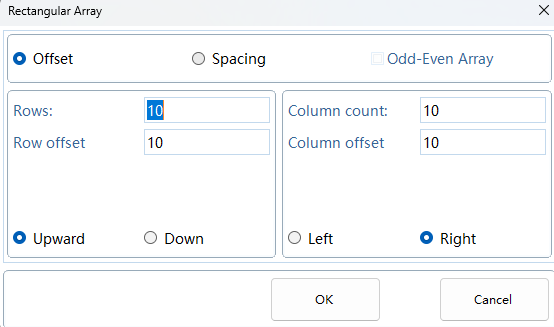 Rectangular Array
Offset Spacing Odd-Even Array
Rows: 10 Column count: 10
Row offset 10 Column offset 10
Upward Down Left Right
OK Cancel